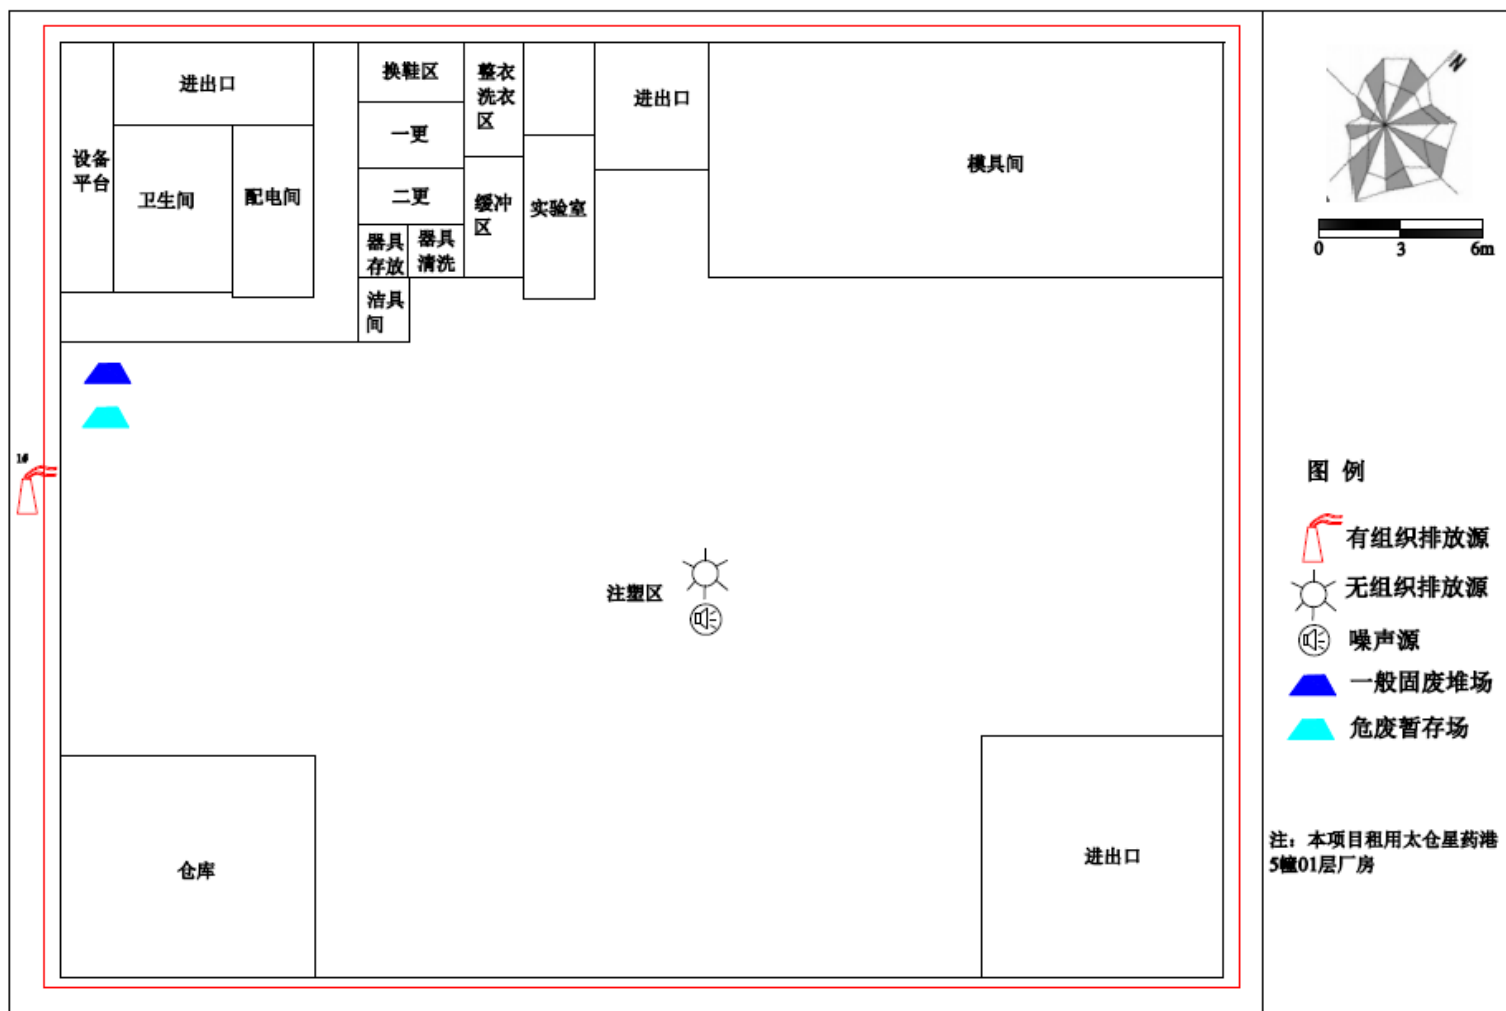 进出口
换鞋区
整衣
洗衣
区
进出口
一更
模具间
设备
平台
卫生间
配电间
二更
缓冲
区
实验室
器具
存放
器具
清洗
洁具
间
1#
注塑区
仓库
进出口
N
0 3 6m
图 例
有组织排放源
无组织排放源
噪声源
一般固废堆场
危废暂存场
注：本项目租用太仓星药港
5幢01层厂房